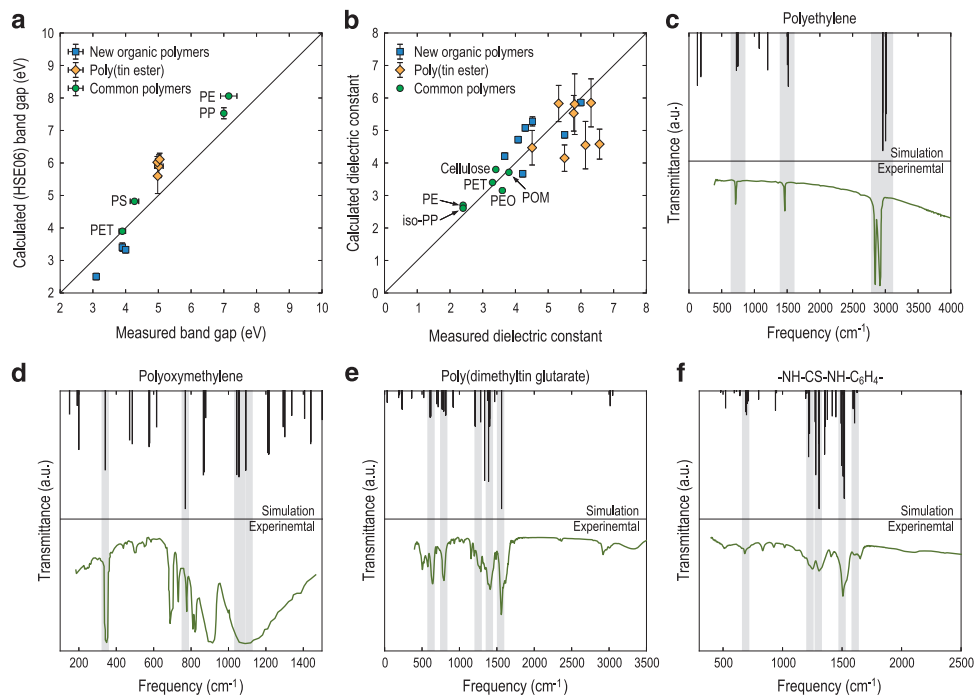 a
Calculated (HSE06) band gap (eV)
10
9
8
7
6
5
4
3
2
New organic polymers
Poly(tin ester)
Common polymers
PE
PP
PS
PET
2 3 4 5 6 7 8 9 10
Measured band gap (eV)
b
Calculated dielectric constant
8
7
6
5
4
3
2
1
0
New organic polymers
Poly(tin ester)
Common polymers
Cellulose
PET
PE
iso-PP
PEO
POM
0 1 2 3 4 5 6 7 8
Measured dielectric constant
c
Polyethylene
Transmittance (a.u.)
Simulation
Experimental
0 500 1000 1500 2000 2500 3000 3500 4000
Frequency (cm-1)
d
Polyoxymethylene
Transmittance (a.u.)
Simulation
Experinemtal
200 400 600 800 1000 1200 1400
Frequency (cm-1)
e
Poly(dimethyltin glutarate)
Transmittance (a.u.)
Simulation
Experinemtal
0 500 1000 1500 2000 2500 3000 3500
Frequency (cm-1)
f
-NH-CS-NH-C6H4-
Transmittance (a.u.)
Simulation
Experinemtal
500 1000 1500 2000 2500
Frequency (cm-1)